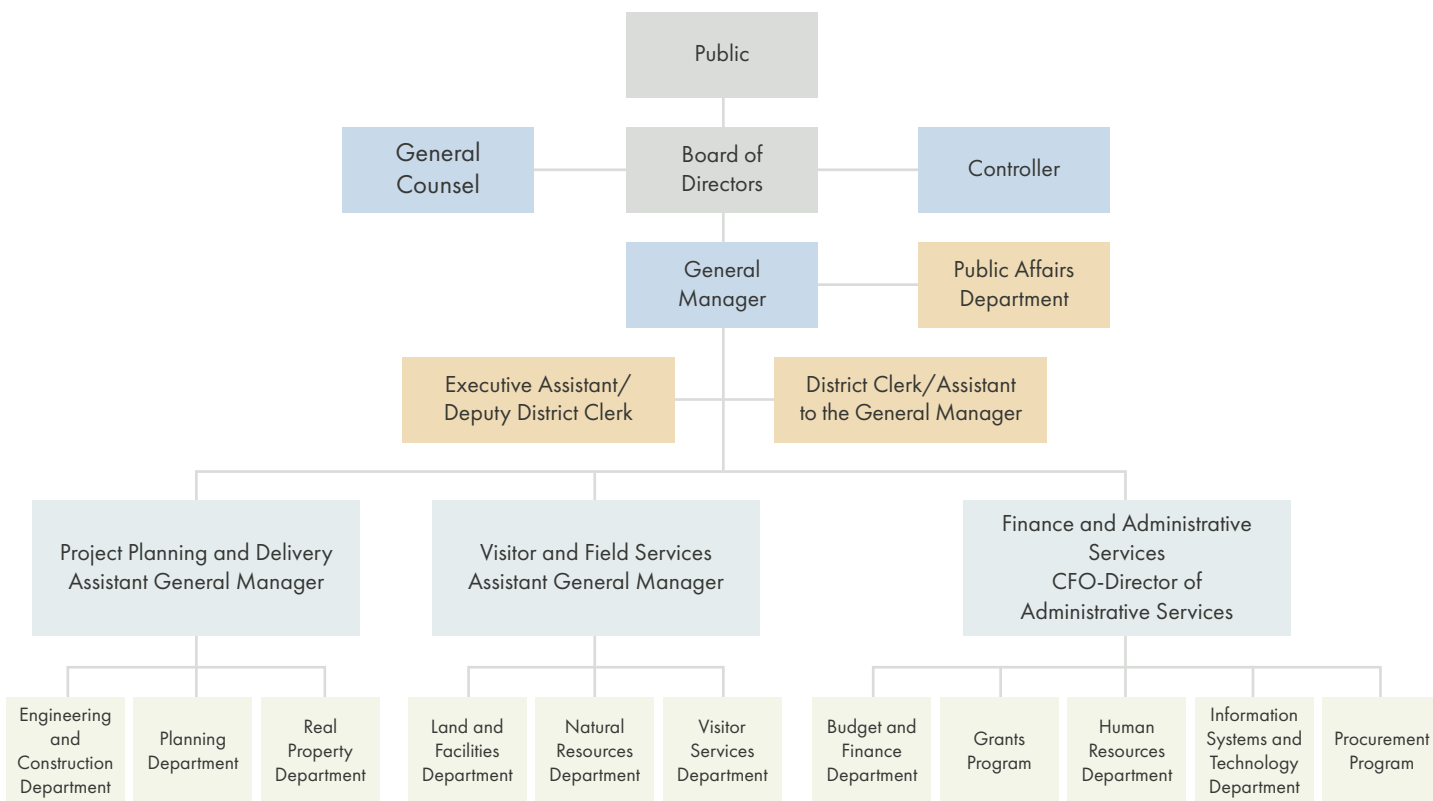 Public
General
Counsel
Board of
Directors
Controller
General
Manager
Public Affairs
Department
Executive Assistant/
Deputy District Clerk
District Clerk/Assistant
to the General Manager
Project Planning and Delivery
Assistant General Manager
Visitor and Field Services
Assistant General Manager
Finance and Administrative
Services
CFO-Director of
Administrative Services
Engineering
and
Construction
Department
Planning
Department
Real
Property
Department
Land and
Facilities
Department
Natural
Resources
Department
Visitor
Services
Department
Budget and
Finance
Department
Grants
Program
Human
Resources
Department
Information
Systems and
Technology
Department
Procurement
Program